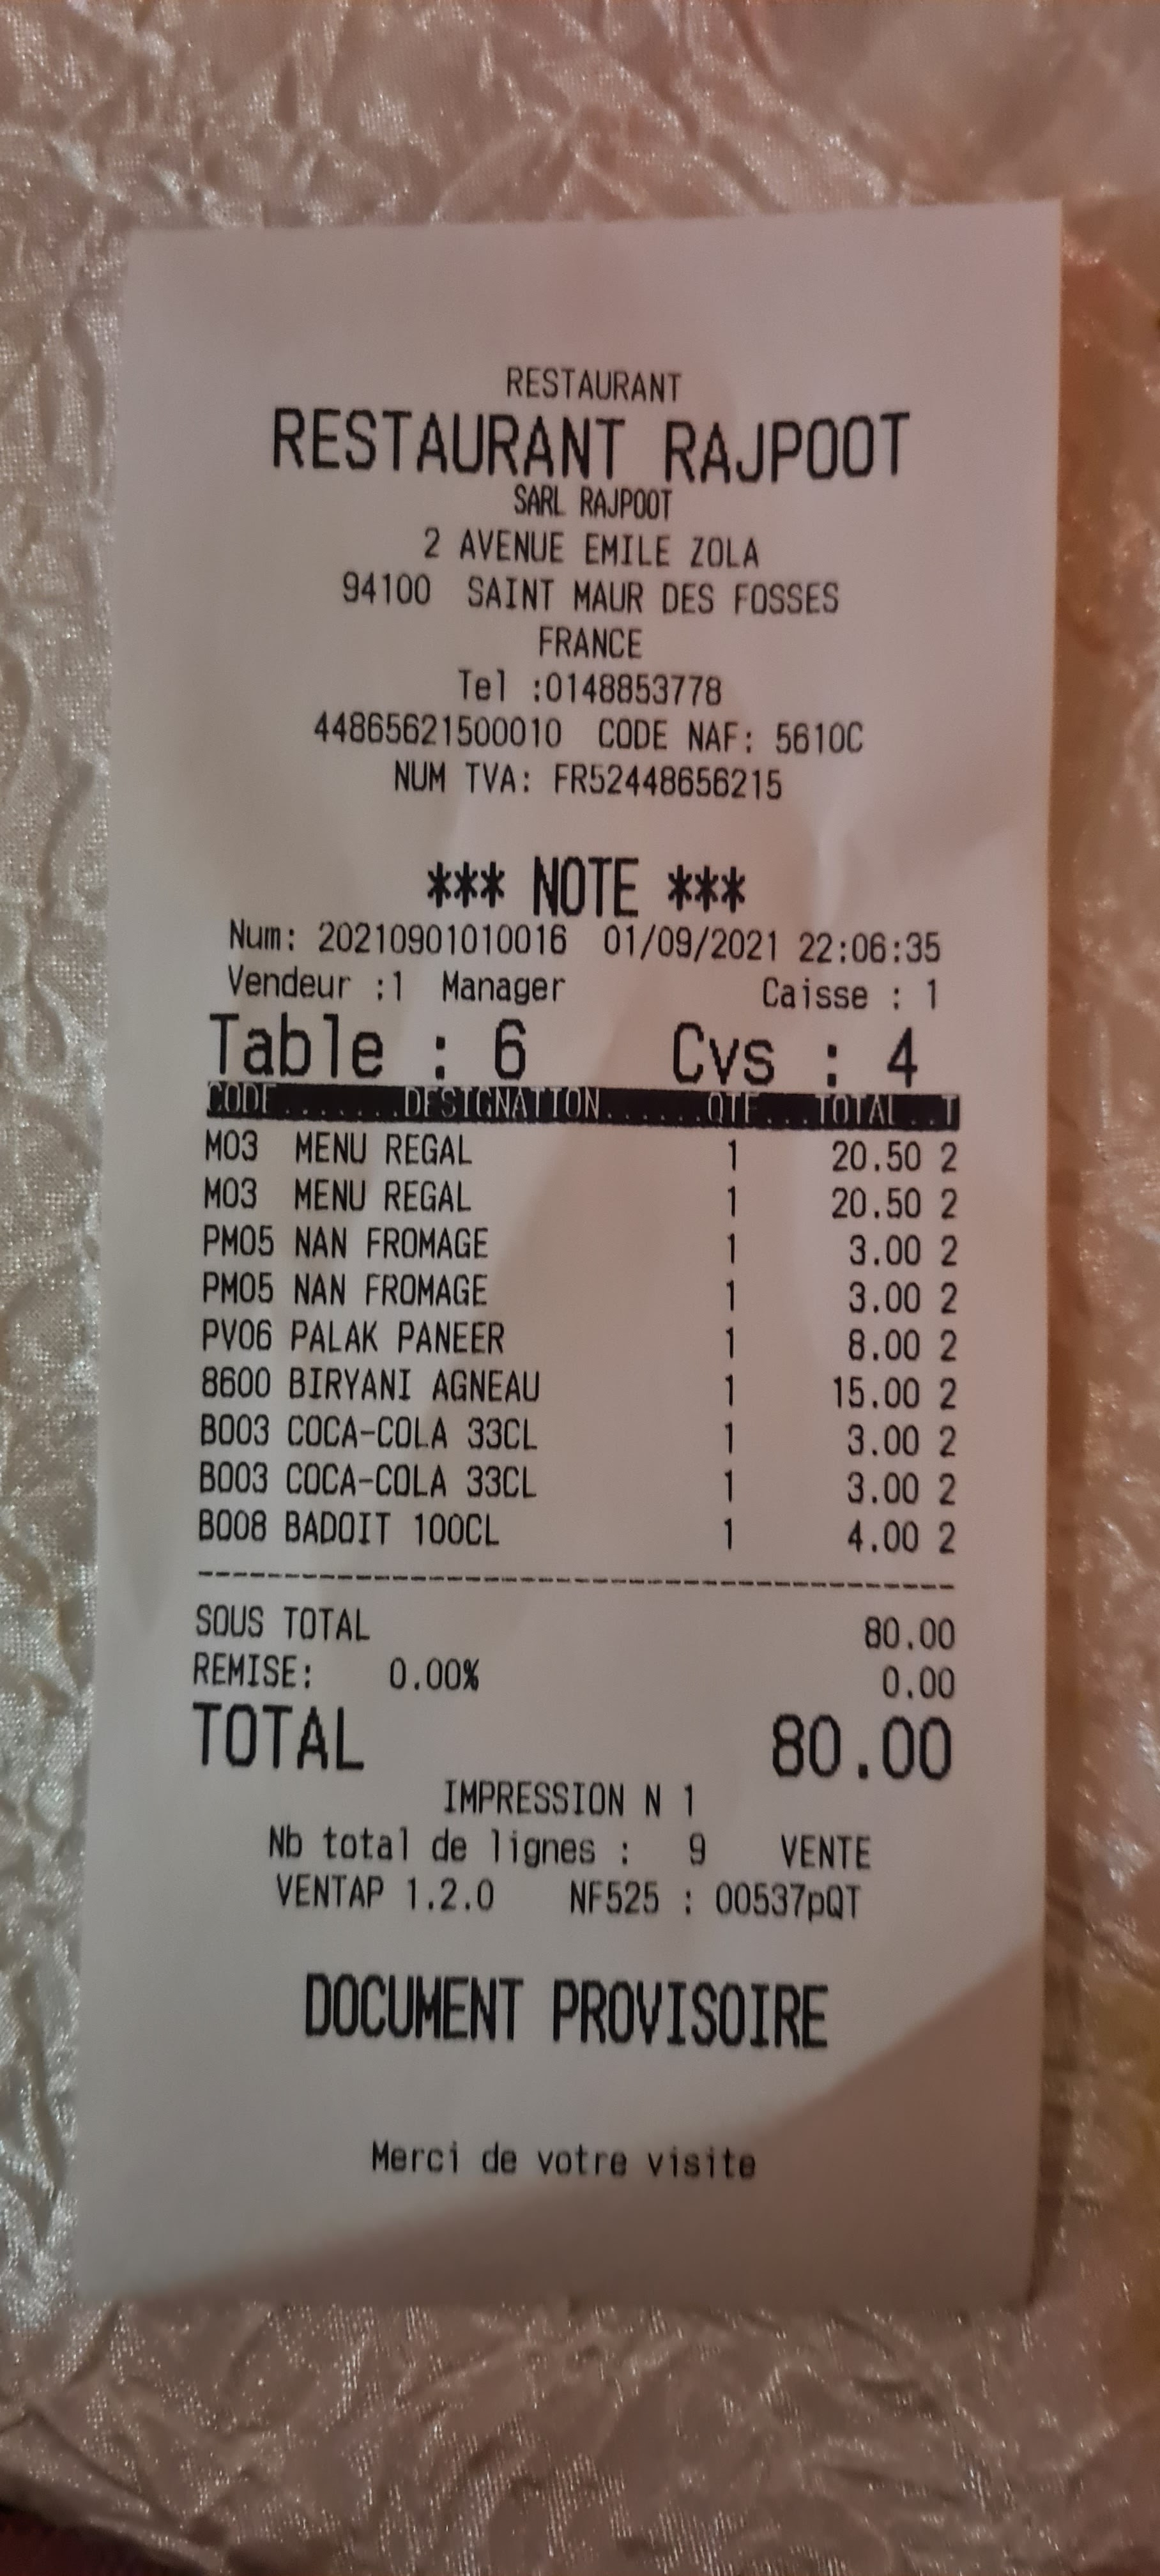 RESTAURANT
RESTAURANT RAJPOOT
SARL RAJPOOT
2 AVENUE EMILE ZOLA
94100 SAINT MAUR DES FOSSES
FRANCE
Tel :0148853778
44865621500010 CODE NAF: 5610C
NUM TVA: FR52448656215
*** NOTE ***
Num: 20210901010016 01/09/2021 22:06:35
Vendeur :1 Manager Caisse : 1
Table : 6 Cvs : 4
CODE.......DESIGNATION......QTE...TOTAL..T
M03 MENU REGAL 1 20.50 2
M03 MENU REGAL 1 20.50 2
PM05 NAN FROMAGE 1 3.00 2
PM05 NAN FROMAGE 1 3.00 2
PV06 PALAK PANEER 1 8.00 2
8600 BIRYANI AGNEAU 1 15.00 2
B003 COCA-COLA 33CL 1 3.00 2
B003 COCA-COLA 33CL 1 3.00 2
B008 BADOIT 100CL 1 4.00 2
------------------------------------------
SOUS TOTAL 80.00
REMISE: 0.00% 0.00
TOTAL 80.00
IMPRESSION N 1
Nb total de lignes : 9 VENTE
VENTAP 1.2.0 NF525 : 00537pQT
DOCUMENT PROVISOIRE
Merci de votre visite